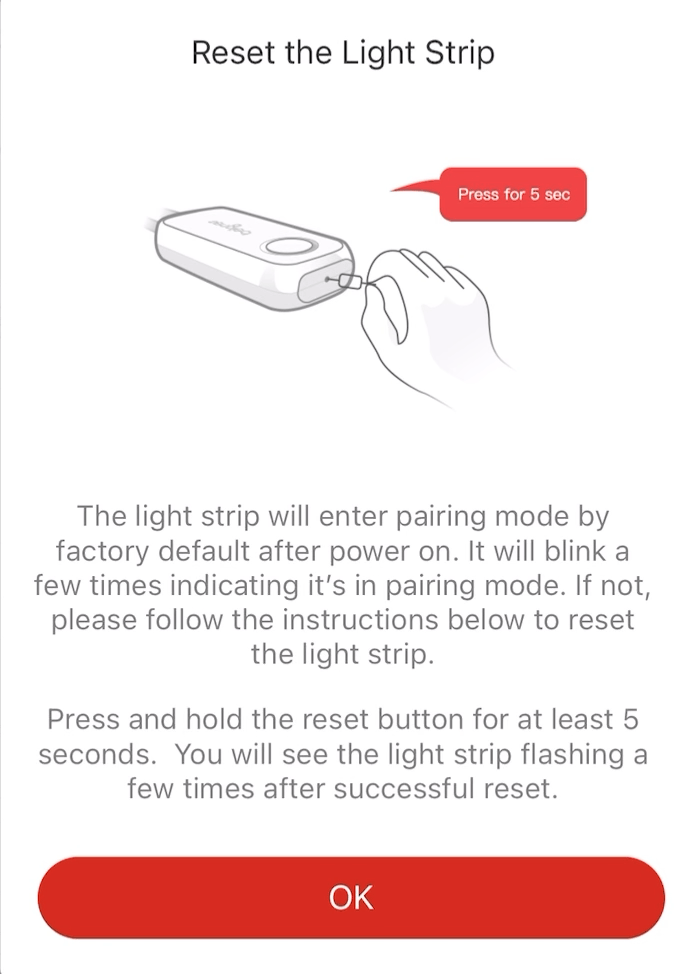 Reset the Light Strip
Press for 5 sec
The light strip will enter pairing mode by
factory default after power on. It will blink a
few times indicating it’s in pairing mode. If not,
please follow the instructions below to reset
the light strip.
Press and hold the reset button for at least 5
seconds.  You will see the light strip flashing a
few times after successful reset.
OK